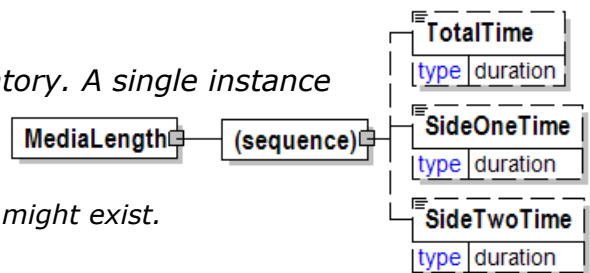 TotalTime
type duration
tory. A single instance
SideOneTime
MediaLength (sequence)
type duration
might exist.
SideTwoTime
type duration